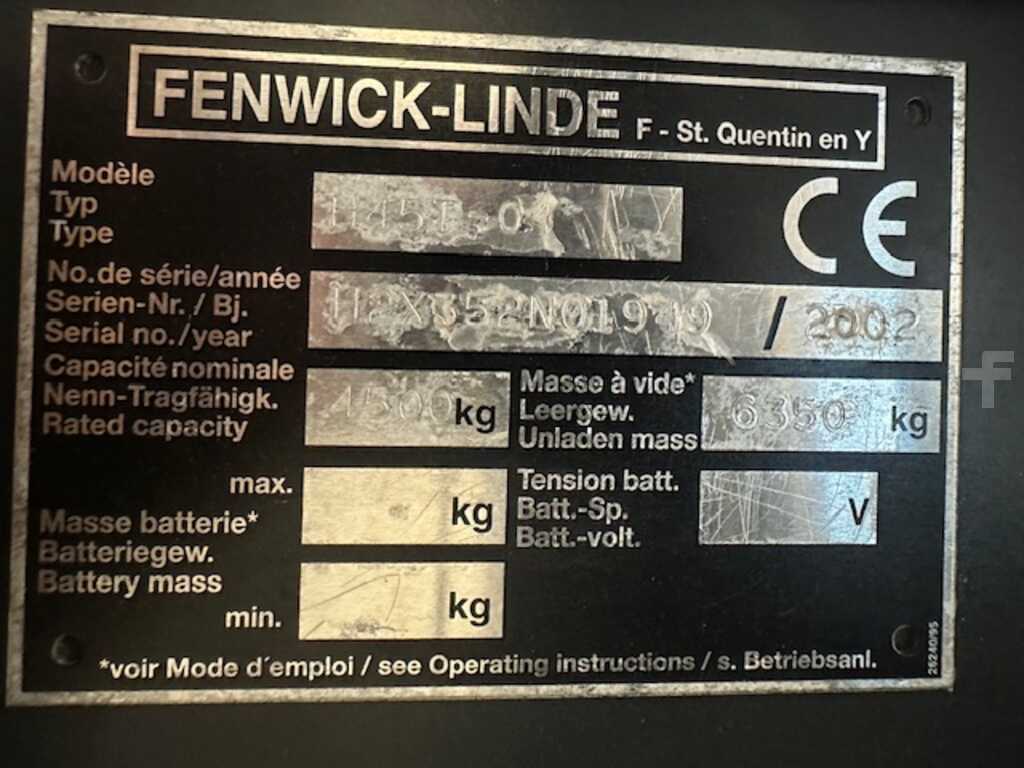 FENWICK-LINDE F - St. Quentin en Y
Modèle
Typ
Type
CE
No.de série/année
Serien-Nr. / Bj.
Serial no./year
H2X352N01919 / 2002
Capacité nominale
Nenn-Tragfähigk.
Rated capacity
4500 kg
Masse à vide*
Leergew.
Unladen mass
6350 kg
max. kg
Masse batterie*
Batteriegew.
Battery mass
min. kg
Tension batt.
Batt.-Sp.
Batt.-volt.
V
*voir Mode d'emploi / see Operating instructions / s. Betriebsanl.
26240/95
f